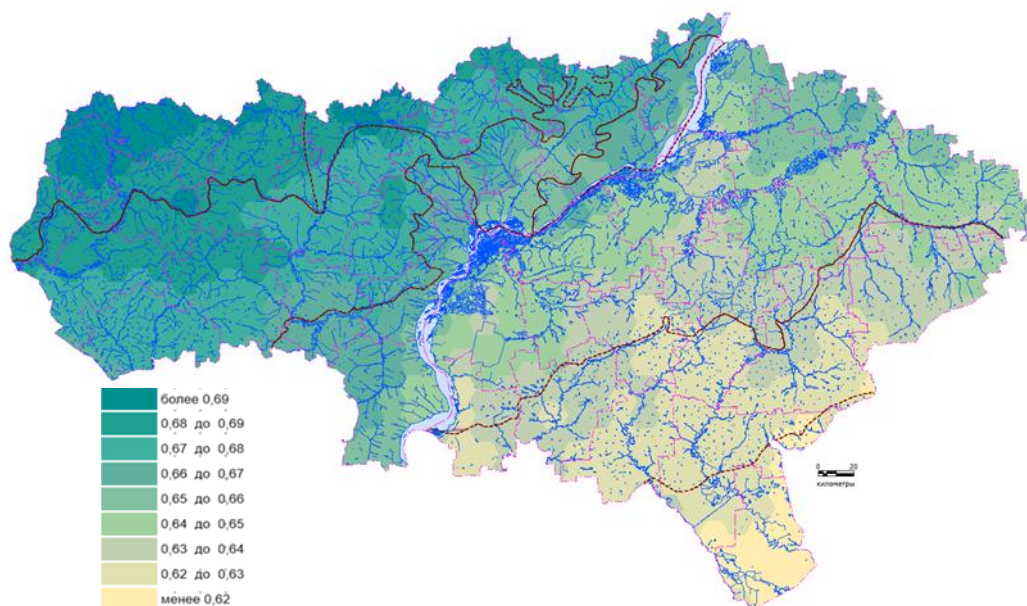 более 0,69
0,68 до 0,69
0,67 до 0,68
0,66 до 0,67
0,65 до 0,66
0,64 до 0,65
0,63 до 0,64
0,62 до 0,63
менее 0,62
0 20
километры